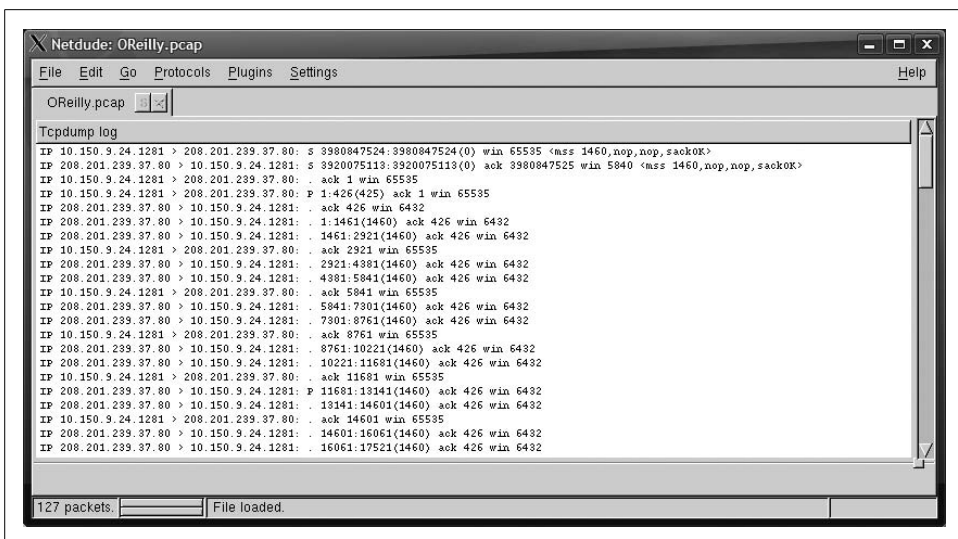 Netdude: OReilly.pcap
File Edit Go Protocols Plugins Settings Help
OReilly.pcap
Tcpdump log
IP 10.150.9.24.1281 > 208.201.239.37.80: S 3980847524:3980847524(0) win 65535 <mss 1460,nop,nop,sackOK>
IP 208.201.239.37.80 > 10.150.9.24.1281: S 3920075113:3920075113(0) ack 3980847525 win 5840 <mss 1460,nop,nop,sackOK>
IP 10.150.9.24.1281 > 208.201.239.37.80: . ack 1 win 65535
IP 10.150.9.24.1281 > 208.201.239.37.80: P 1:426(425) ack 1 win 65535
IP 208.201.239.37.80 > 10.150.9.24.1281: . ack 426 win 6432
IP 208.201.239.37.80 > 10.150.9.24.1281: . 1:1461(1460) ack 426 win 6432
IP 208.201.239.37.80 > 10.150.9.24.1281: . 1461:2921(1460) ack 426 win 6432
IP 10.150.9.24.1281 > 208.201.239.37.80: . ack 2921 win 65535
IP 208.201.239.37.80 > 10.150.9.24.1281: . 2921:4381(1460) ack 426 win 6432
IP 208.201.239.37.80 > 10.150.9.24.1281: . 4381:5841(1460) ack 426 win 6432
IP 10.150.9.24.1281 > 208.201.239.37.80: . ack 5841 win 65535
IP 208.201.239.37.80 > 10.150.9.24.1281: . 5841:7301(1460) ack 426 win 6432
IP 208.201.239.37.80 > 10.150.9.24.1281: . 7301:8761(1460) ack 426 win 6432
IP 10.150.9.24.1281 > 208.201.239.37.80: . ack 8761 win 65535
IP 208.201.239.37.80 > 10.150.9.24.1281: . 8761:10221(1460) ack 426 win 6432
IP 208.201.239.37.80 > 10.150.9.24.1281: . 10221:11681(1460) ack 426 win 6432
IP 10.150.9.24.1281 > 208.201.239.37.80: . ack 11681 win 65535
IP 208.201.239.37.80 > 10.150.9.24.1281: P 11681:13141(1460) ack 426 win 6432
IP 208.201.239.37.80 > 10.150.9.24.1281: . 13141:14601(1460) ack 426 win 6432
IP 10.150.9.24.1281 > 208.201.239.37.80: . ack 14601 win 65535
IP 208.201.239.37.80 > 10.150.9.24.1281: . 14601:16061(1460) ack 426 win 6432
IP 208.201.239.37.80 > 10.150.9.24.1281: . 16061:17521(1460) ack 426 win 6432
127 packets. File loaded.